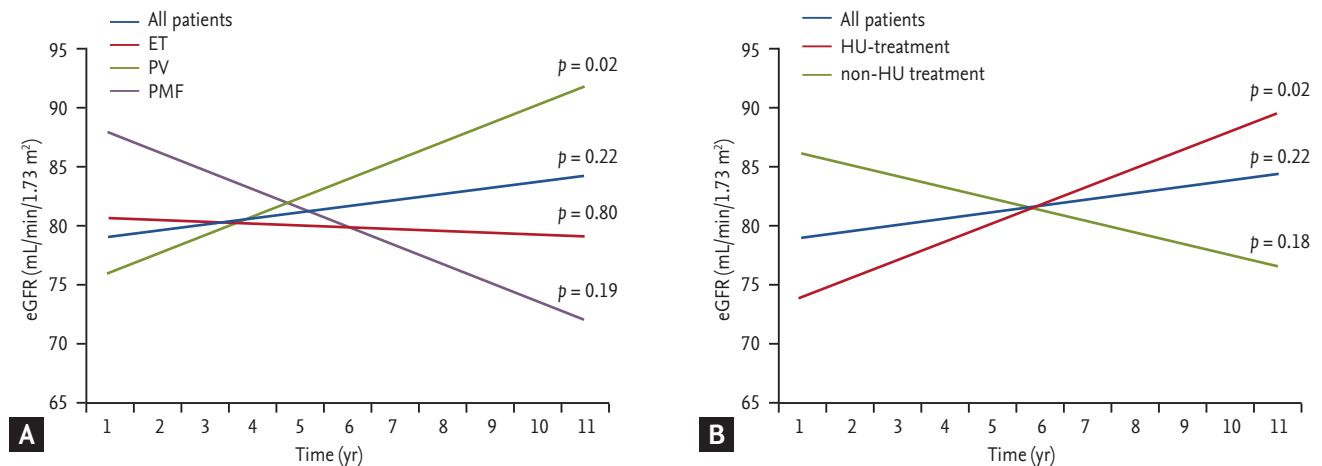 All patients
ET
PV
PMF
95
90
85
80
75
70
65
eGFR (mL/min/1.73 m²)
p = 0.02
p = 0.22
p = 0.80
p = 0.19
1 2 3 4 5 6 7 8 9 10 11
Time (yr)
A
All patients
HU-treatment
non-HU treatment
95
90
85
80
75
70
65
eGFR (mL/min/1.73 m²)
p = 0.02
p = 0.22
p = 0.18
1 2 3 4 5 6 7 8 9 10 11
Time (yr)
B